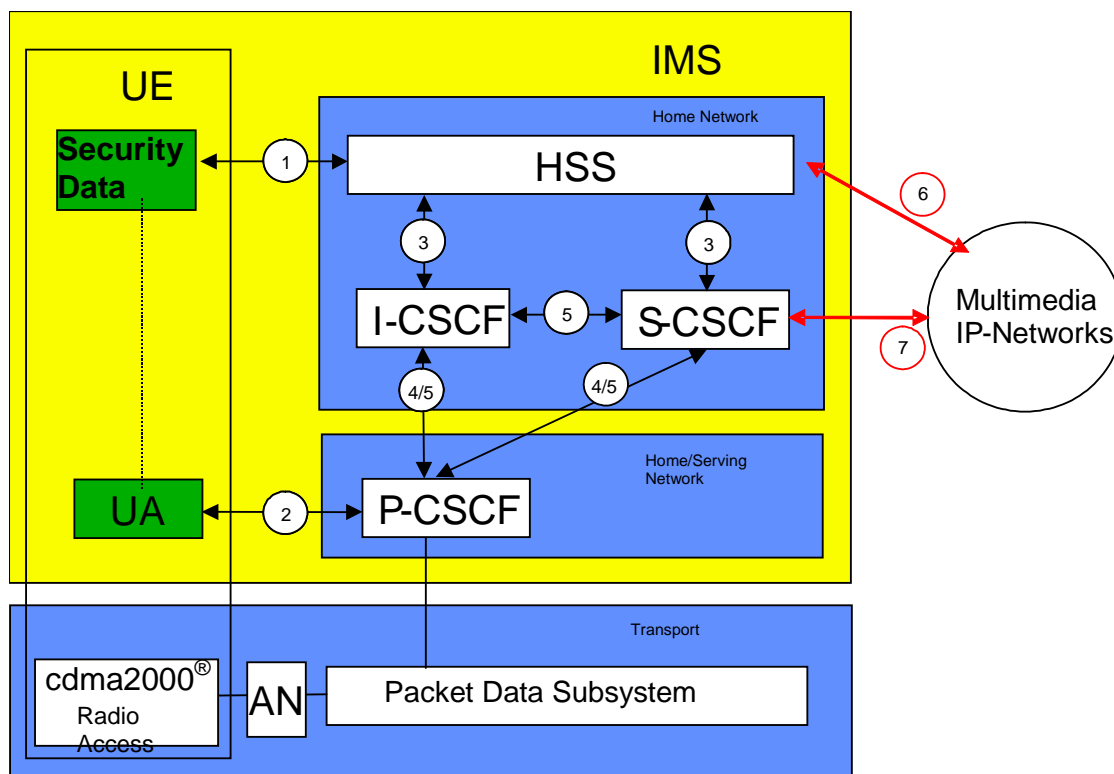 IMS
UE
Home Network
Security
Data
1
HSS
6
3
3
Multimedia
IP-Networks
I-CSCF
5
S-CSCF
7
4/5
4/5
Home/Serving
Network
UA
2
P-CSCF
Transport
cdma2000®
Radio
Access
AN
Packet Data Subsystem